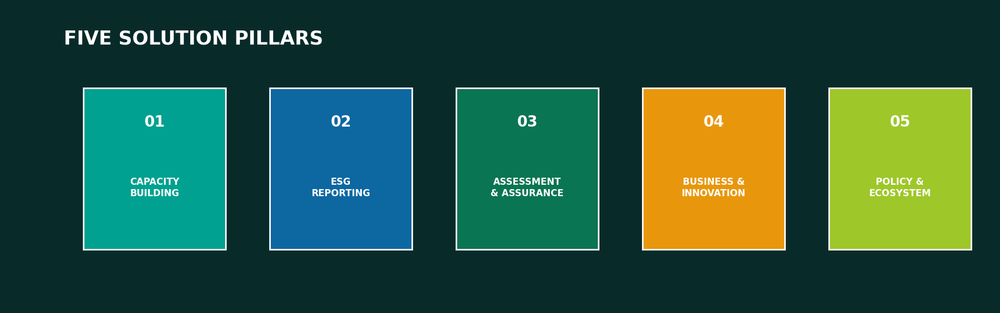 FIVE SOLUTION PILLARS
01
CAPACITY
BUILDING
02
ESG
REPORTING
03
ASSESSMENT
& ASSURANCE
04
BUSINESS &
INNOVATION
05
POLICY &
ECOSYSTEM